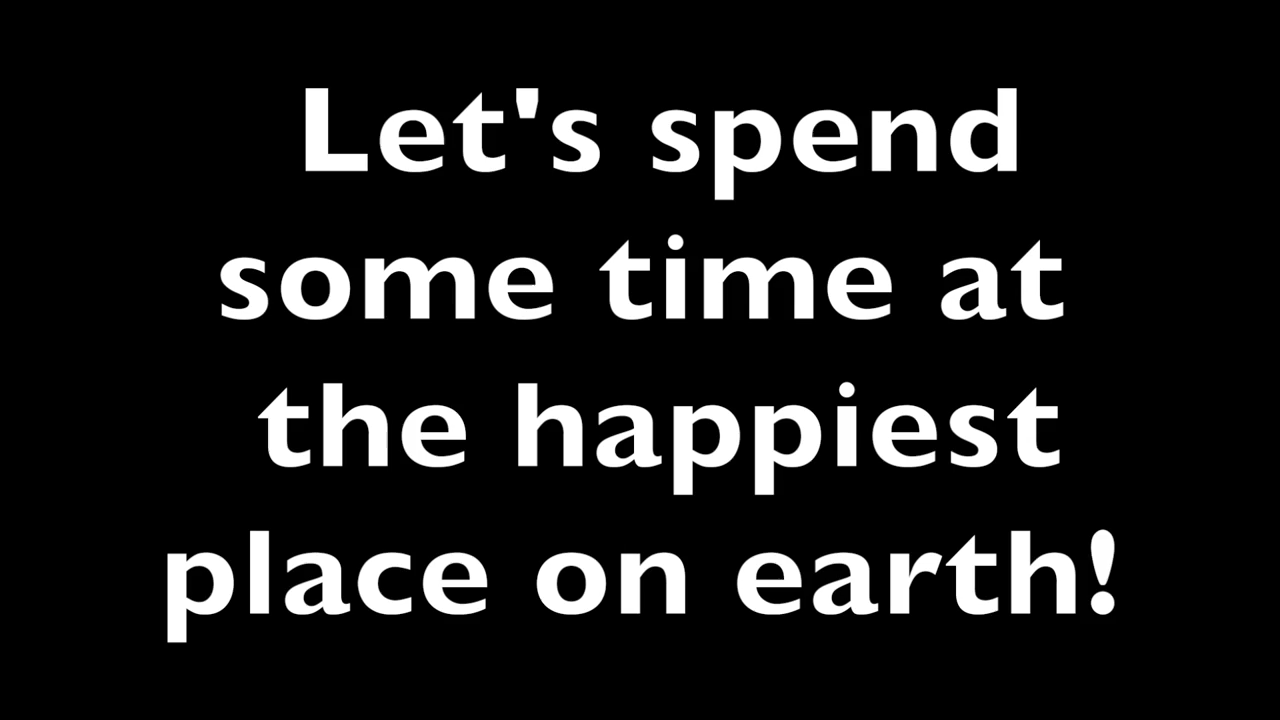 Let's spend
some time at
the happiest
place on earth!